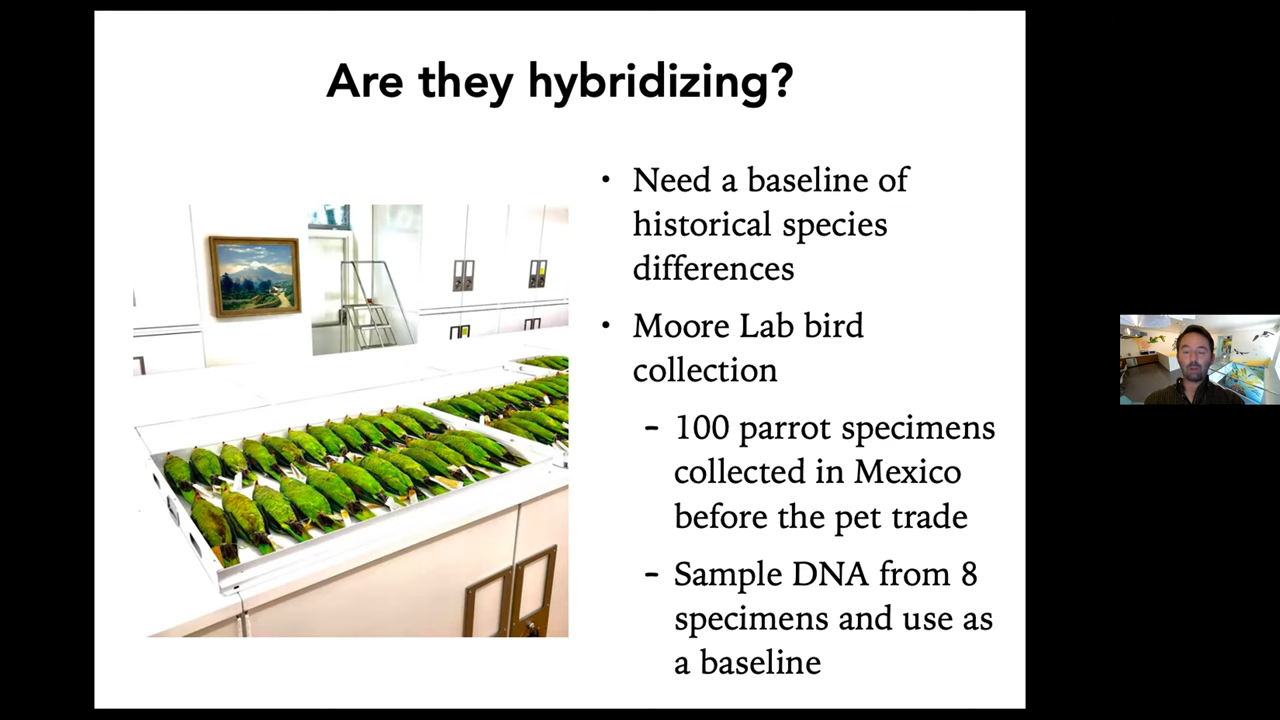 Are they hybridizing?
• Need a baseline of
historical species
differences
• Moore Lab bird
collection
– 100 parrot specimens
collected in Mexico
before the pet trade
– Sample DNA from 8
specimens and use as
a baseline